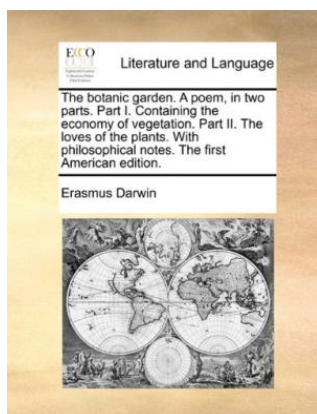 ECCO
Literature and Language
The botanic garden. A poem, in two
parts. Part I. Containing the
economy of vegetation. Part II. The
loves of the plants. With
philosophical notes. The first
American edition.
Erasmus Darwin